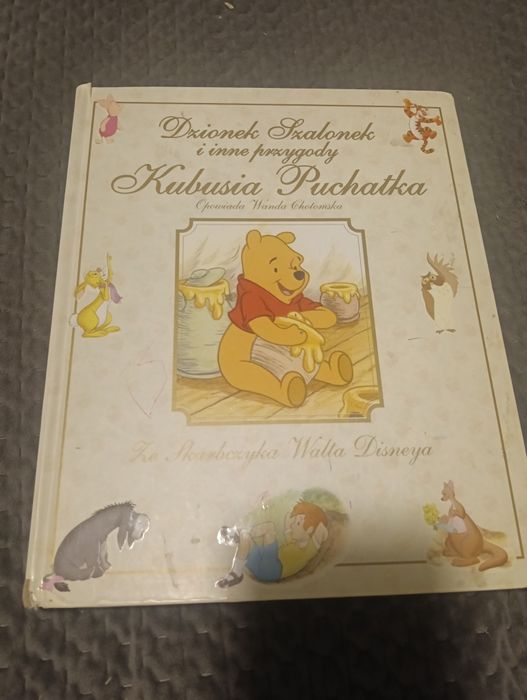 Dzionek Szalonek
i inne przygody
Kubusia Puchatka
Opowiada Wanda Chotomska
Ze Skarbczyka Walta Disneya